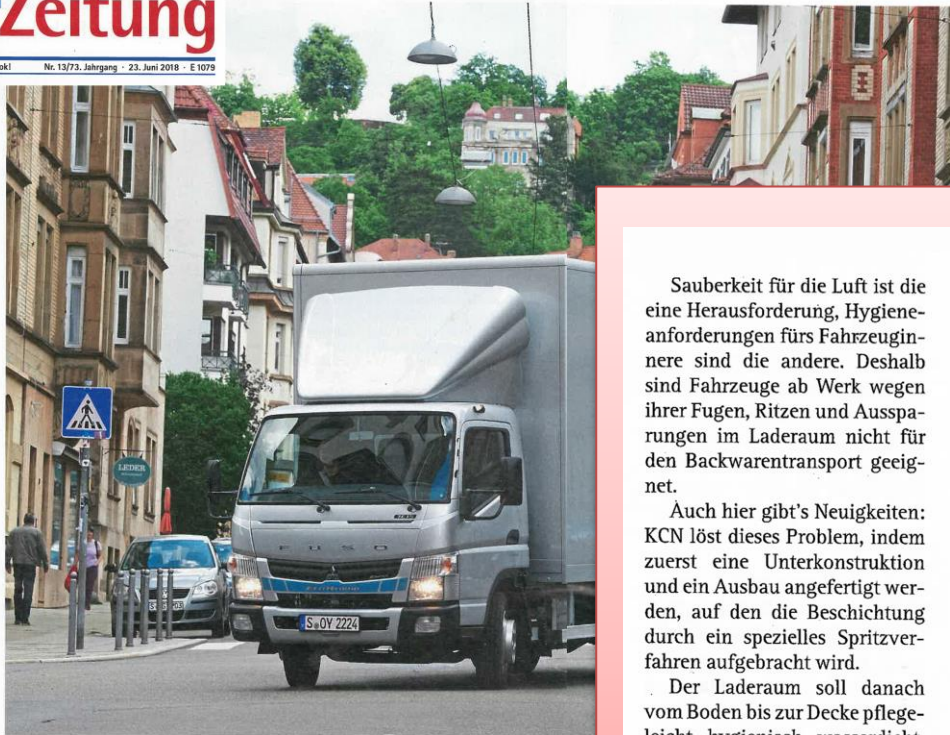 Zeitung
Nr. 13/73. Jahrgang · 23. Juni 2018 · E 1079
LEDER
FUSO
S OY 2224
Sauberkeit für die Luft ist die
eine Herausforderung, Hygiene-
anforderungen fürs Fahrzeugin-
nere sind die andere. Deshalb
sind Fahrzeuge ab Werk wegen
ihrer Fugen, Ritzen und Ausspa-
rungen im Laderaum nicht für
den Backwarentransport geeig-
net.
Auch hier gibt's Neuigkeiten:
KCN löst dieses Problem, indem
zuerst eine Unterkonstruktion
und ein Ausbau angefertigt wer-
den, auf den die Beschichtung
durch ein spezielles Spritzver-
fahren aufgebracht wird.
Der Laderaum soll danach
vom Boden bis zur Decke pflege-